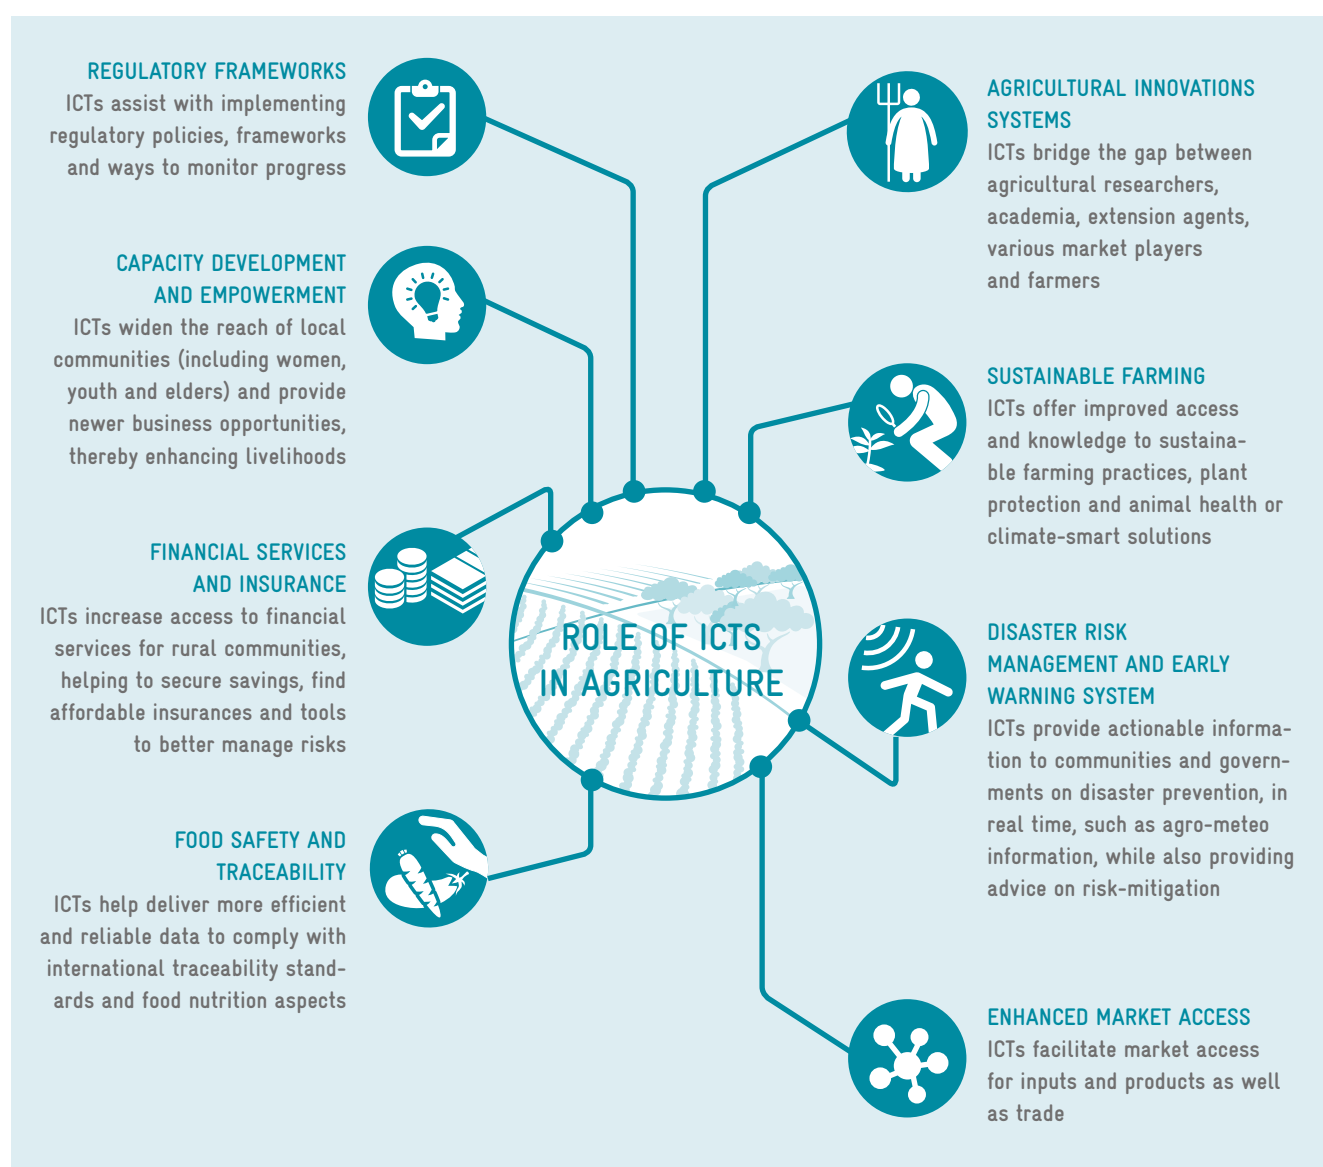 REGULATORY FRAMEWORKS
ICTs assist with implementing
regulatory policies, frameworks
and ways to monitor progress
CAPACITY DEVELOPMENT
AND EMPOWERMENT
ICTs widen the reach of local
communities (including women,
youth and elders) and provide
newer business opportunities,
thereby enhancing livelihoods
FINANCIAL SERVICES
AND INSURANCE
ICTs increase access to financial
services for rural communities,
helping to secure savings, find
affordable insurances and tools
to better manage risks
FOOD SAFETY AND
TRACEABILITY
ICTs help deliver more efficient
and reliable data to comply with
international traceability stand-
ards and food nutrition aspects
ROLE OF ICTS
IN AGRICULTURE
AGRICULTURAL INNOVATIONS
SYSTEMS
ICTs bridge the gap between
agricultural researchers,
academia, extension agents,
various market players
and farmers
SUSTAINABLE FARMING
ICTs offer improved access
and knowledge to sustaina-
ble farming practices, plant
protection and animal health or
climate-smart solutions
DISASTER RISK
MANAGEMENT AND EARLY
WARNING SYSTEM
ICTs provide actionable informa-
tion to communities and govern-
ments on disaster prevention, in
real time, such as agro-meteo
information, while also providing
advice on risk-mitigation
ENHANCED MARKET ACCESS
ICTs facilitate market access
for inputs and products as well
as trade